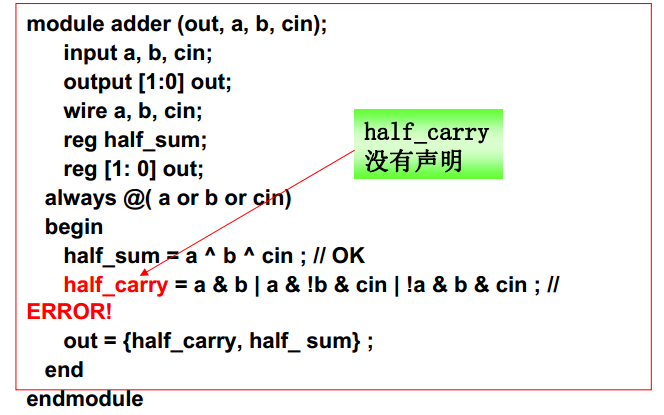 module adder (out, a, b, cin);
input a, b, cin;
output [1:0] out;
wire a, b, cin;
reg half_sum;
reg [1: 0] out;
always @( a or b or cin)
begin
half_sum = a ^ b ^ cin ; // OK
half_carry = a & b | a & !b & cin | !a & b & cin ; //
ERROR!
out = {half_carry, half_ sum} ;
end
endmodule
half_carry
没有声明